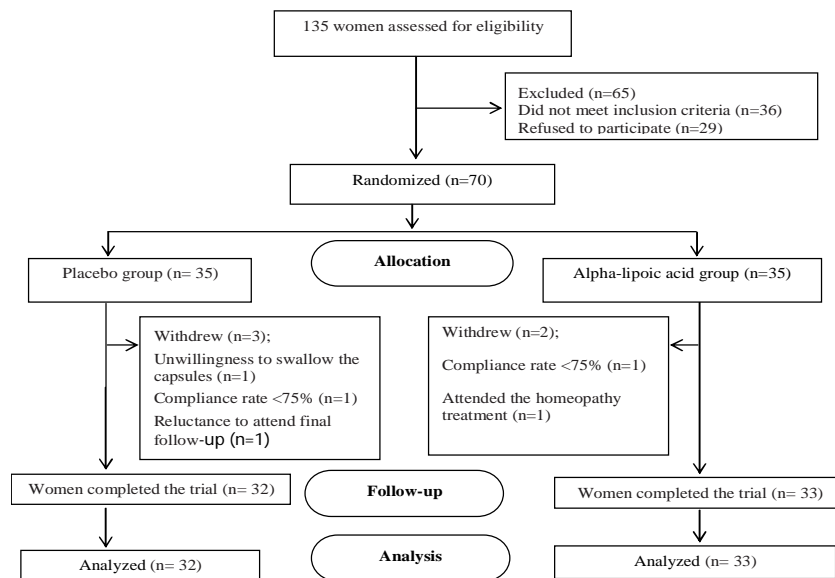 135 women assessed for eligibility
Excluded (n=65)
Did not meet inclusion criteria (n=36)
Refused to participate (n=29)
Randomized (n=70)
Allocation
Placebo group (n= 35)
Alpha-lipoic acid group (n=35)
Withdrew (n=3);
Unwillingness to swallow the
capsules (n=1)
Compliance rate <75% (n=1)
Reluctance to attend final
follow-up (n=1)
Withdrew (n=2);
Compliance rate <75% (n=1)
Attended the homeopathy
treatment (n=1)
Women completed the trial (n= 32)
Follow-up
Women completed the trial (n= 33)
Analyzed (n= 32)
Analysis
Analyzed (n= 33)